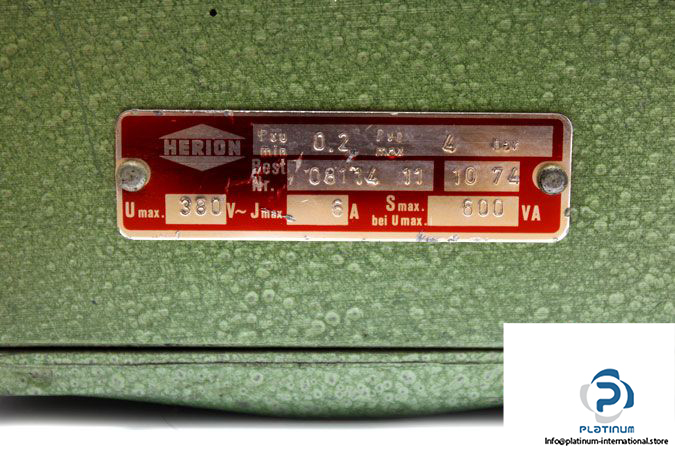 HERION
min 0.2 max 4 bar
Best. Nr. 08114 11 10 74
U max. 380 V~ J max. 6 A S max. bei U max. 600 VA
PLATINUM
Info@platinum-international.store